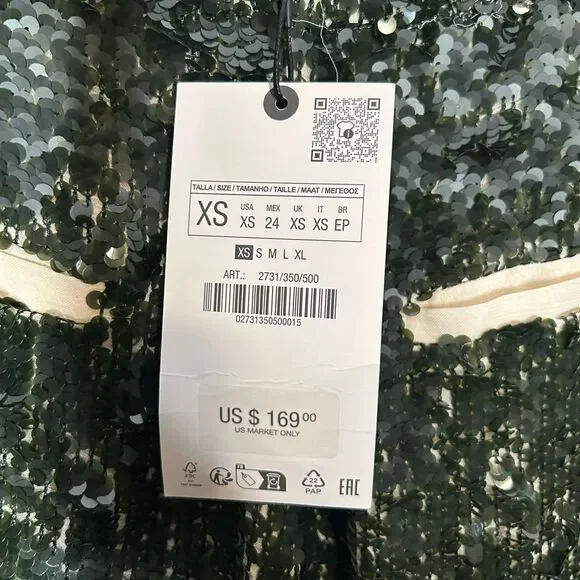 TALLA / SIZE / TAMANHO / TAILLE / MAAT / ΜΕΓΕΘΟΣ
XS
USA MEX UK IT BR
XS 24 XS XS EP
XS S M L XL
ART.: 2731/350/500
02731350500015
US $ 169 00
US MARKET ONLY
FSC
22
PAP
EAC